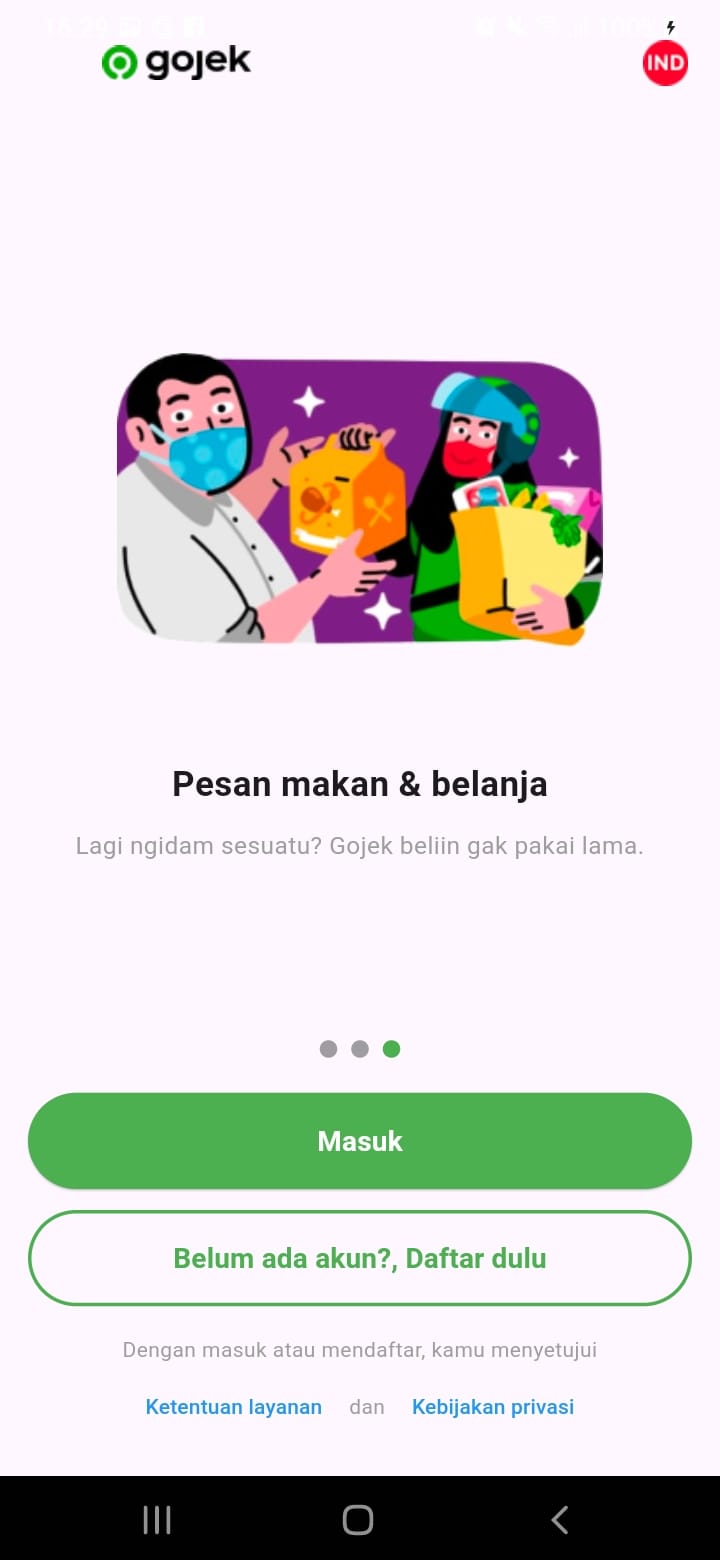 16:29 100%
gojek
IND
Pesan makan & belanja
Lagi ngidam sesuatu? Gojek beliin gak pakai lama.
Masuk
Belum ada akun?, Daftar dulu
Dengan masuk atau mendaftar, kamu menyetujui
Ketentuan layanan dan Kebijakan privasi